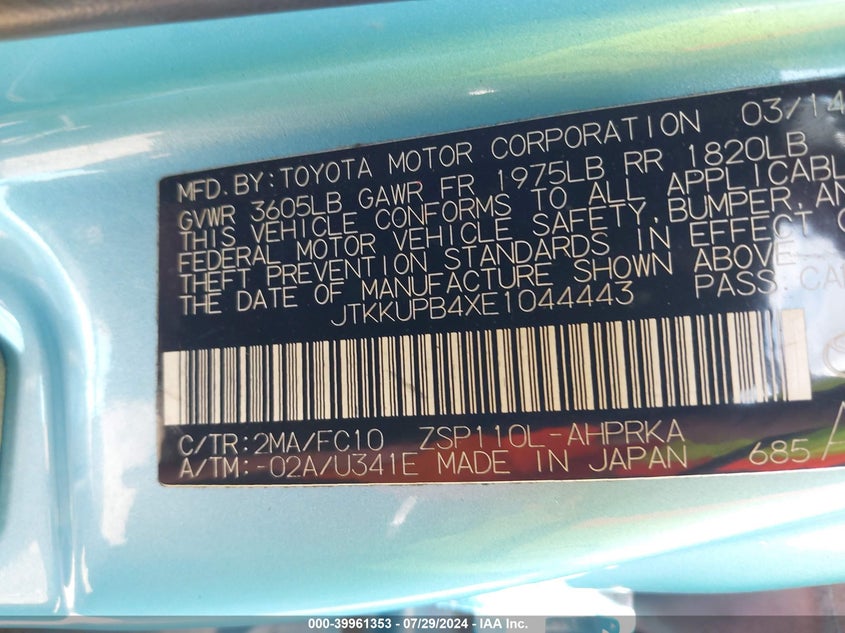 MFD. BY: TOYOTA MOTOR CORPORATION 03/14
GVWR 3605LB GAWR FR 1975LB RR 1820LB
THIS VEHICLE CONFORMS TO ALL APPLICABL
FEDERAL MOTOR VEHICLE SAFETY, BUMPER, AN
THEFT PREVENTION STANDARDS IN EFFECT O
THE DATE OF MANUFACTURE SHOWN ABOVE.
JTKKUPB4XE1044443 PASS. CAR
C/TR: 2MA/FC10 ZSP110L-AHPRKA
A/TM: -02A/U341E MADE IN JAPAN 685 A
000-39961353 - 07/29/2024 - IAA Inc.